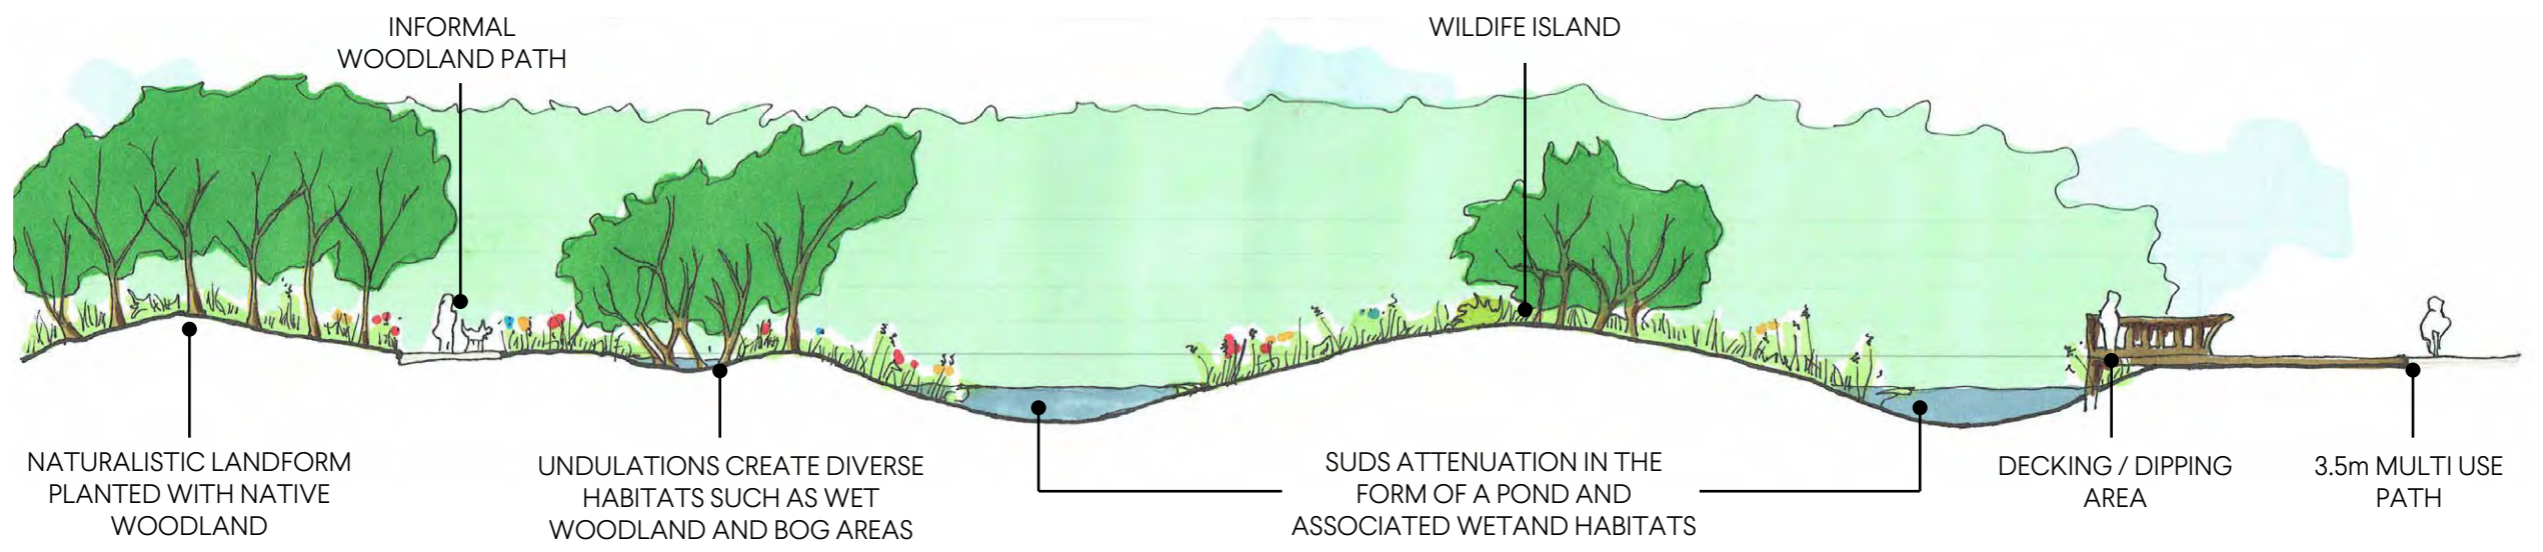 INFORMAL
WOODLAND PATH
WILDIFE ISLAND
NATURALISTIC LANDFORM
PLANTED WITH NATIVE
WOODLAND
UNDULATIONS CREATE DIVERSE
HABITATS SUCH AS WET
WOODLAND AND BOG AREAS
SUDS ATTENUATION IN THE
FORM OF A POND AND
ASSOCIATED WETAND HABITATS
DECKING / DIPPING
AREA
3.5m MULTI USE
PATH